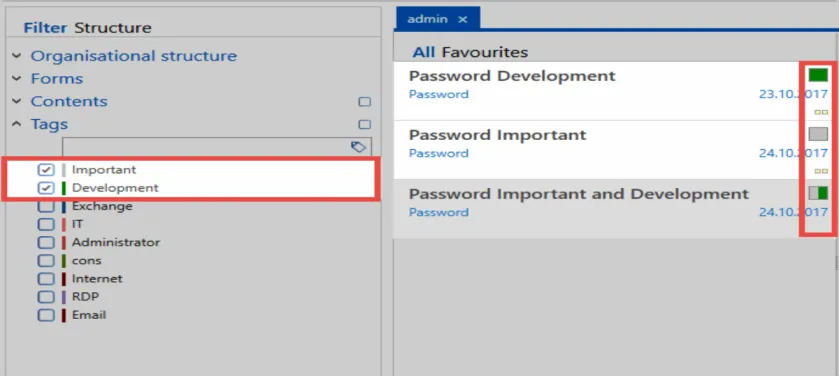 Filter Structure
Organisational structure
Forms
Contents
Tags
Important
Development
Exchange
IT
Administrator
cons
Internet
RDP
Email
admin ×
All Favourites
Password Development
Password 23.10.2017
Password Important
Password 24.10.2017
Password Important and Development
Password 24.10.2017